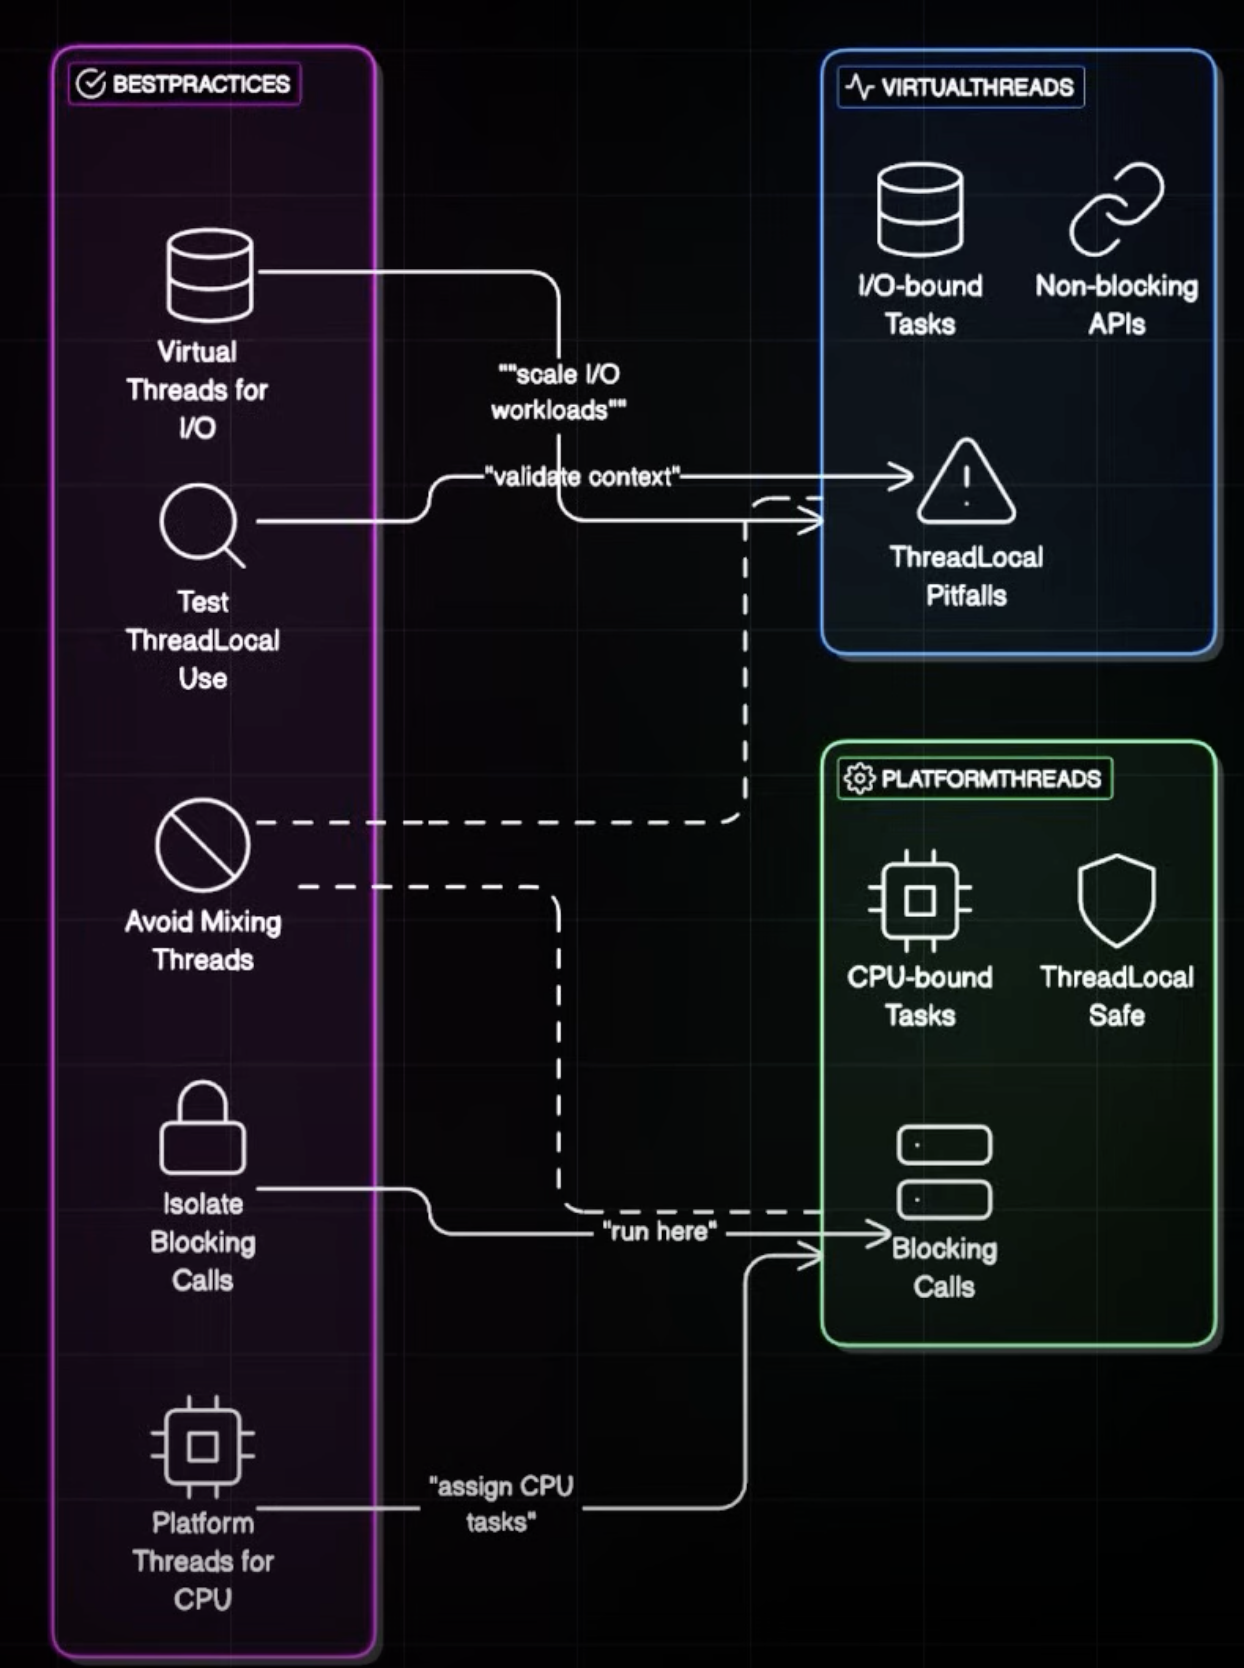 BESTPRACTICES
Virtual
Threads for
I/O
Test
ThreadLocal
Use
Avoid Mixing
Threads
Isolate
Blocking
Calls
Platform
Threads for
CPU
""scale I/O
workloads""
"validate context"
"run here"
"assign CPU
tasks"
VIRTUALTHREADS
I/O-bound
Tasks
Non-blocking
APIs
ThreadLocal
Pitfalls
PLATFORMTHREADS
CPU-bound
Tasks
ThreadLocal
Safe
Blocking
Calls